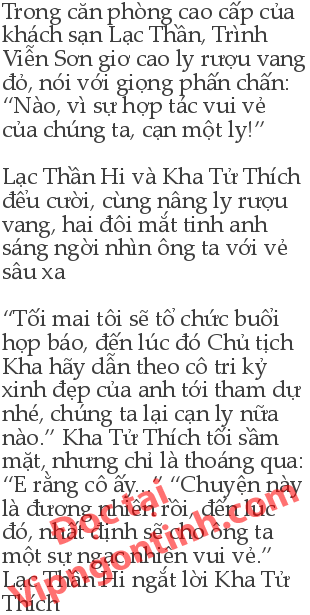 Trong căn phòng cao cấp của
khách sạn Lạc Thần, Trình
Viễn Sơn giơ cao ly rượu vang
đỏ, nói với giọng phấn chấn:
“Nào, vì sự hợp tác vui vẻ
của chúng ta, cạn một ly!”
Lạc Thần Hi và Kha Tử Thích
đểu cười, cùng nâng ly rượu
vang, hai đôi mắt tinh anh
sáng ngời nhìn ông ta với vẻ
sâu xa
“Tối mai tôi sẽ tổ chức buổi
họp báo, đến lúc đó Chủ tịch
Kha hãy dẫn theo cô tri kỷ
xinh đẹp của anh tới tham dự
nhé, chúng ta lại cạn ly nữa
nào.” Kha Tử Thích tối sầm
mặt, nhưng chỉ là thoáng qua:
“E rằng cô ấy...” “Chuyện này
là đương nhiên rồi, đến lúc
đó, nhất định sẽ cho ông ta
một sự ngạc nhiên vui vẻ.”
Lạc Thần Hi ngắt lời Kha Tử
Thích
Đọc tại
Vipngontinh.com